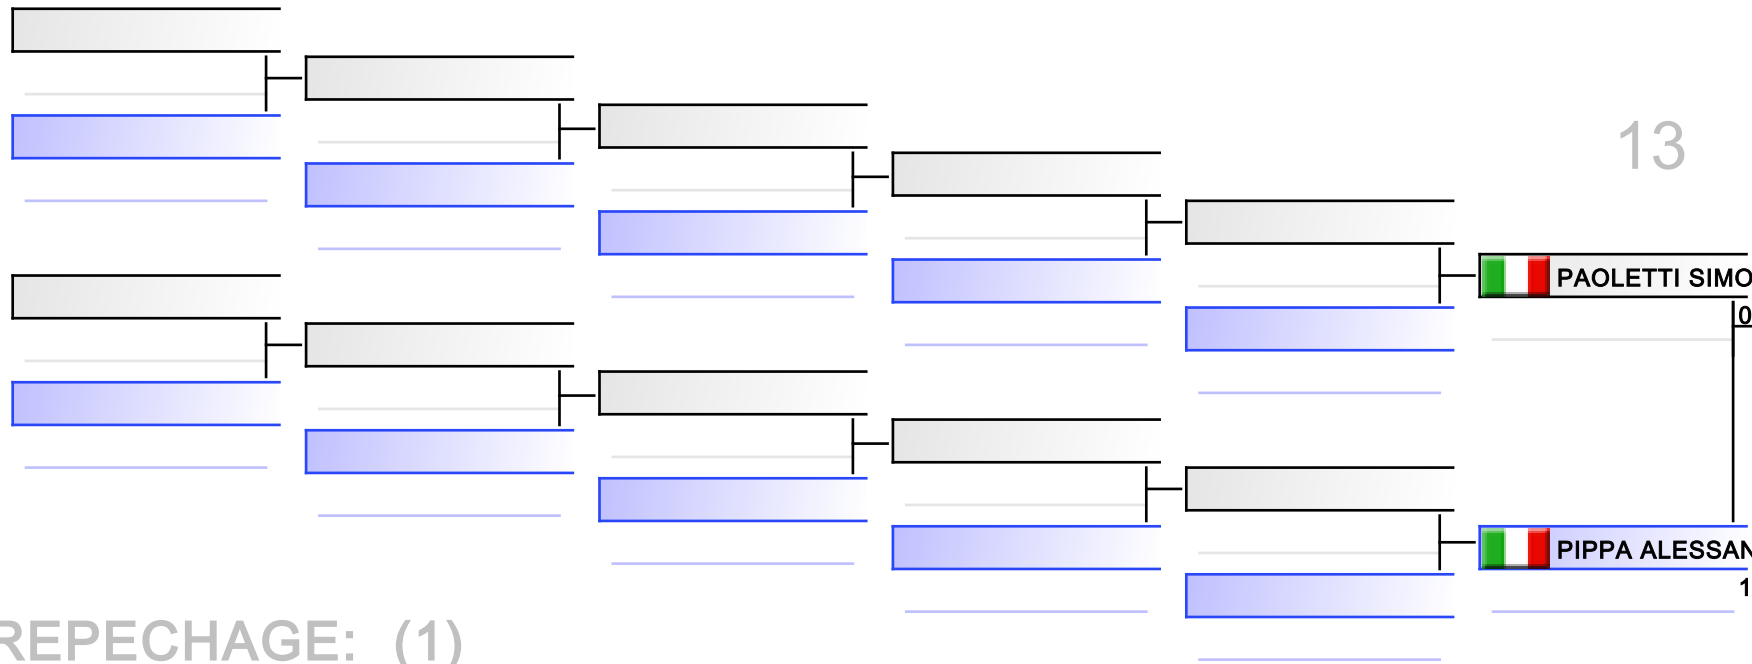 13
PAOLETTI SIMO
0
PIPPA ALESSAN
1
REPECHAGE: (1)